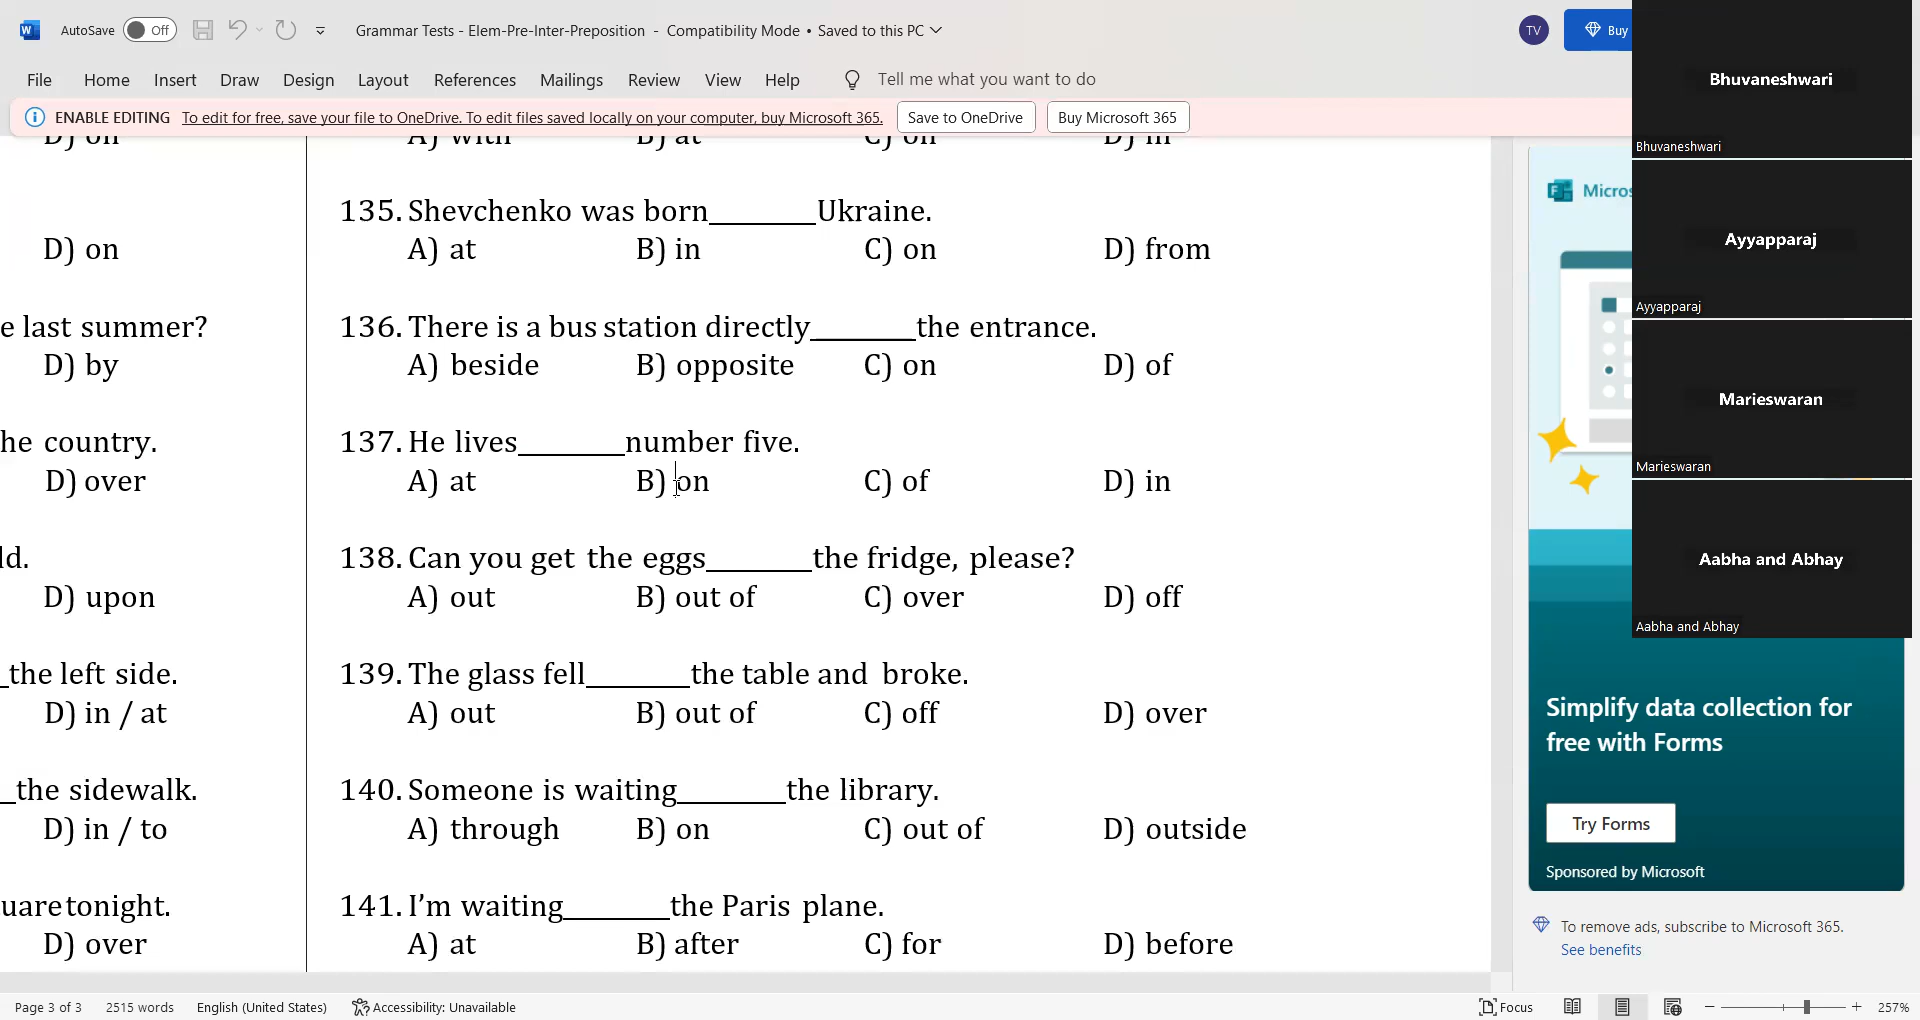 AutoSave Off Grammar Tests - Elem-Pre-Inter-Preposition - Compatibility Mode • Saved to this PC TV Buy
File Home Insert Draw Design Layout References Mailings Review View Help Tell me what you want to do
ENABLE EDITING To edit for free, save your file to OneDrive. To edit files saved locally on your computer, buy Microsoft 365. Save to OneDrive Buy Microsoft 365
D) on
D) on
e last summer?
D) by
he country.
D) over
ld.
D) upon
_the left side.
D) in / at
_the sidewalk.
D) in / to
uare tonight.
D) over
A) with B) at C) on D) in
135. Shevchenko was born_______Ukraine.
A) at B) in C) on D) from
136. There is a bus station directly_______the entrance.
A) beside B) opposite C) on D) of
137. He lives_______number five.
A) at B) on C) of D) in
138. Can you get the eggs_______the fridge, please?
A) out B) out of C) over D) off
139. The glass fell_______the table and broke.
A) out B) out of C) off D) over
140. Someone is waiting_______the library.
A) through B) on C) out of D) outside
141. I’m waiting_______the Paris plane.
A) at B) after C) for D) before
Bhuvaneshwari
Bhuvaneshwari
Ayyapparaj
Ayyapparaj
Marieswaran
Marieswaran
Aabha and Abhay
Aabha and Abhay
Simplify data collection for
free with Forms
Try Forms
Sponsored by Microsoft
To remove ads, subscribe to Microsoft 365.
See benefits
Page 3 of 3 2515 words English (United States) Accessibility: Unavailable Focus 257%